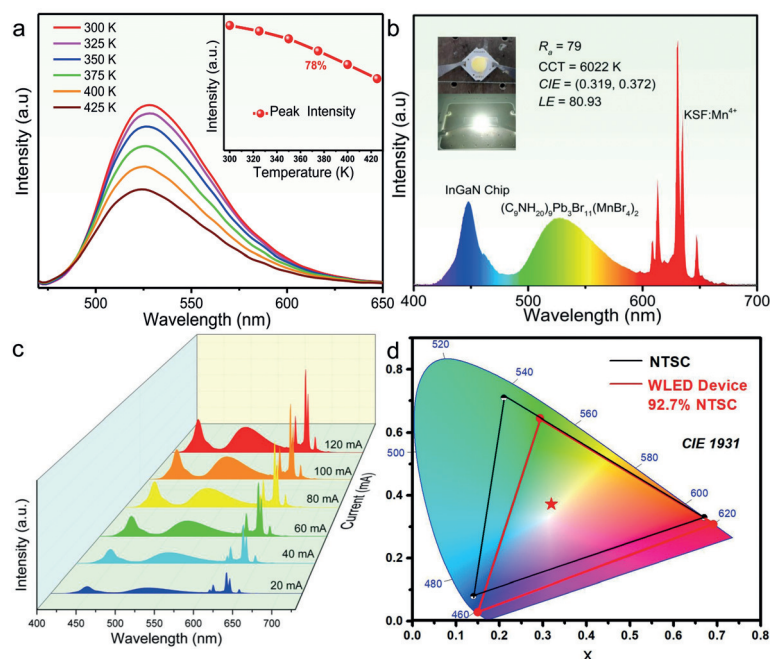 a
300 K
325 K
350 K
375 K
400 K
425 K
Intensity (a.u)
500 550 600 650
Wavelength (nm)
Intensity (a.u.)
78%
Peak Intensity
300 320 340 360 380 400 420
Temperature (K)
b
Rₐ = 79
CCT = 6022 K
CIE = (0.319, 0.372)
LE = 80.93
KSF:Mn⁴⁺
InGaN Chip
(C₉NH₂₀)₉Pb₃Br₁₁(MnBr₄)₂
Intensity (a.u)
400 500 600 700
Wavelength (nm)
c
120 mA
100 mA
80 mA
60 mA
40 mA
20 mA
Current (mA)
Intensity (a.u.)
400 450 500 550 600 650 700
Wavelength (nm)
d
NTSC
WLED Device
92.7% NTSC
CIE 1931
520
540
560
500
580
600
620
480
460
0.8
0.6
0.4
0.2
0.0
0.0 0.1 0.2 0.3 0.4 0.5 0.6 0.7 0.8
X